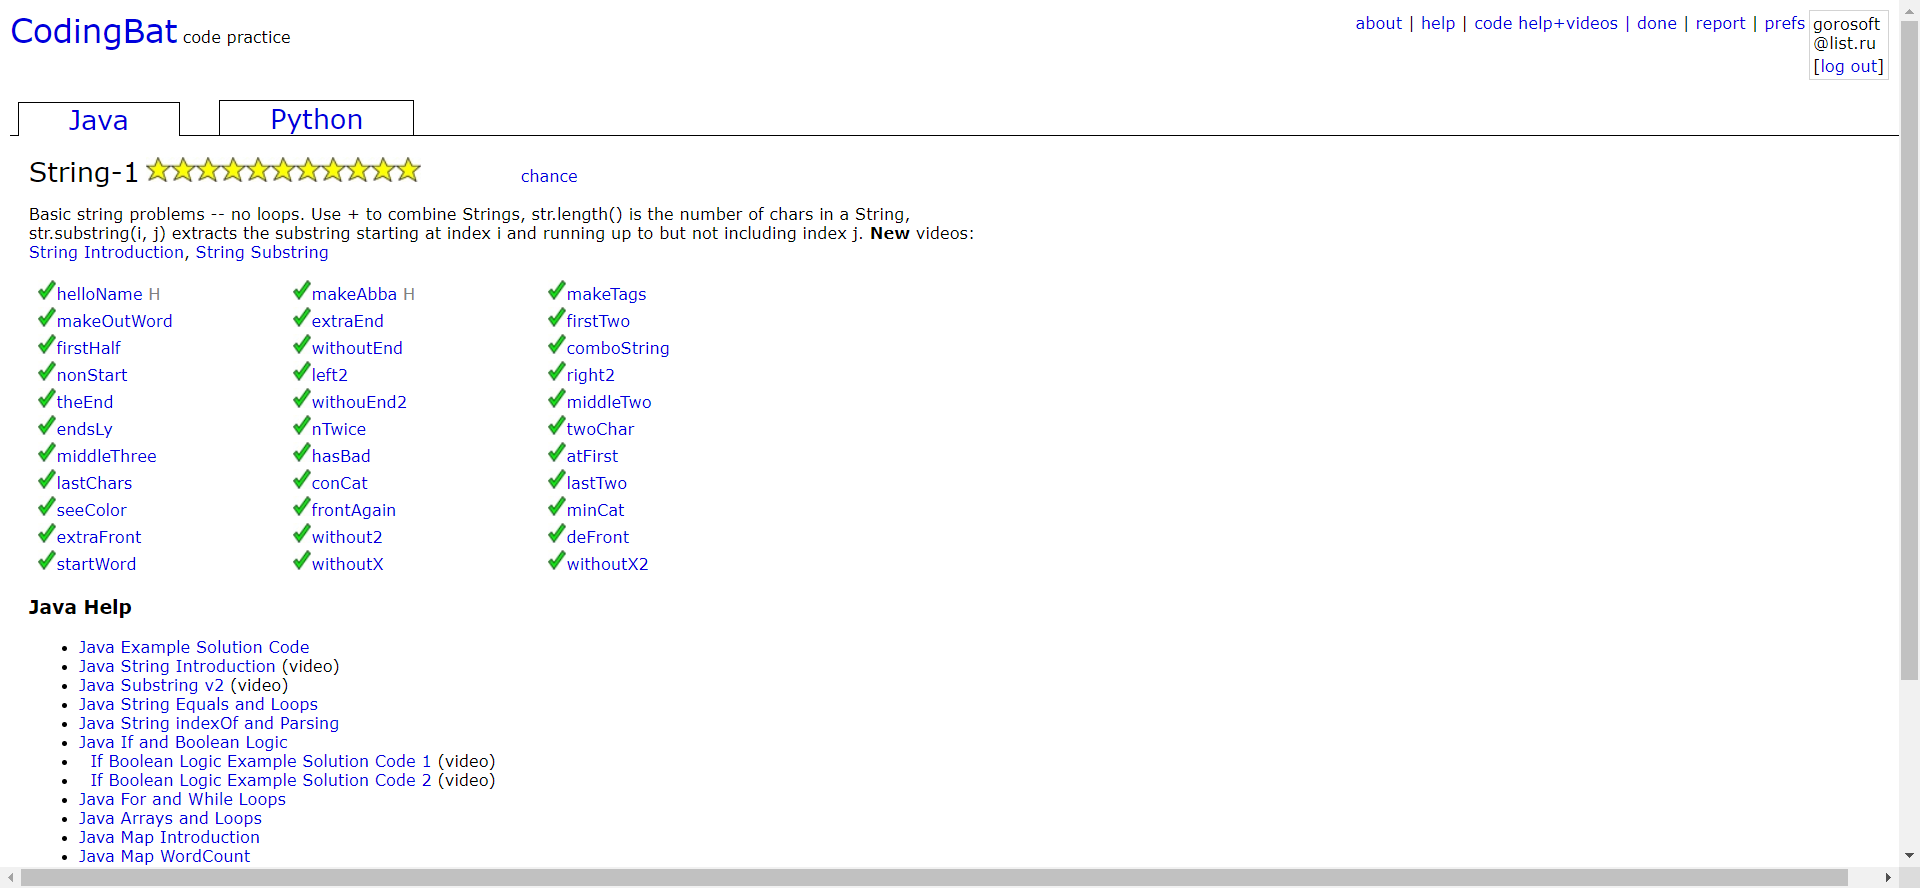 CodingBat code practice
about | help | code help+videos | done | report | prefs
gorosoft
@list.ru
[log out]
Java
Python
String-1
chance
Basic string problems -- no loops. Use + to combine Strings, str.length() is the number of chars in a String,
str.substring(i, j) extracts the substring starting at index i and running up to but not including index j. New videos:
String Introduction, String Substring
helloName H makeAbba H makeTags
makeOutWord extraEnd firstTwo
firstHalf withoutEnd comboString
nonStart left2 right2
theEnd withouEnd2 middleTwo
endsLy nTwice twoChar
middleThree hasBad atFirst
lastChars conCat lastTwo
seeColor frontAgain minCat
extraFront without2 deFront
startWord withoutX withoutX2
Java Help
Java Example Solution Code
Java String Introduction (video)
Java Substring v2 (video)
Java String Equals and Loops
Java String indexOf and Parsing
Java If and Boolean Logic
If Boolean Logic Example Solution Code 1 (video)
If Boolean Logic Example Solution Code 2 (video)
Java For and While Loops
Java Arrays and Loops
Java Map Introduction
Java Map WordCount